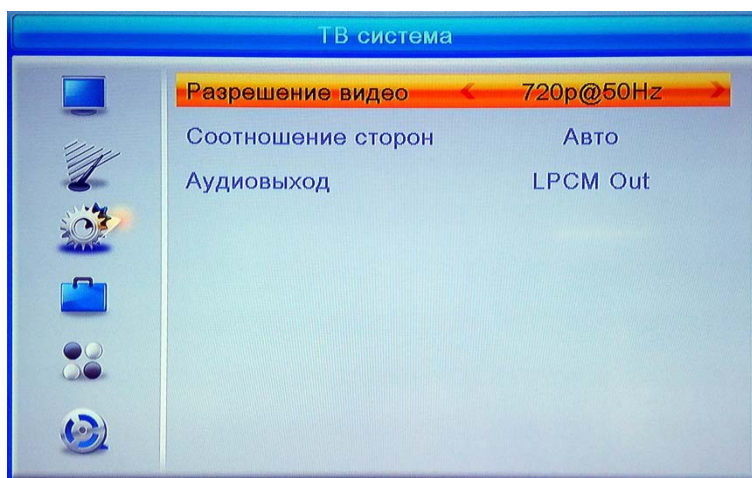 ТВ система
Разрешение видео 720p@50Hz
Соотношение сторон Авто
Аудиовыход LPCM Out